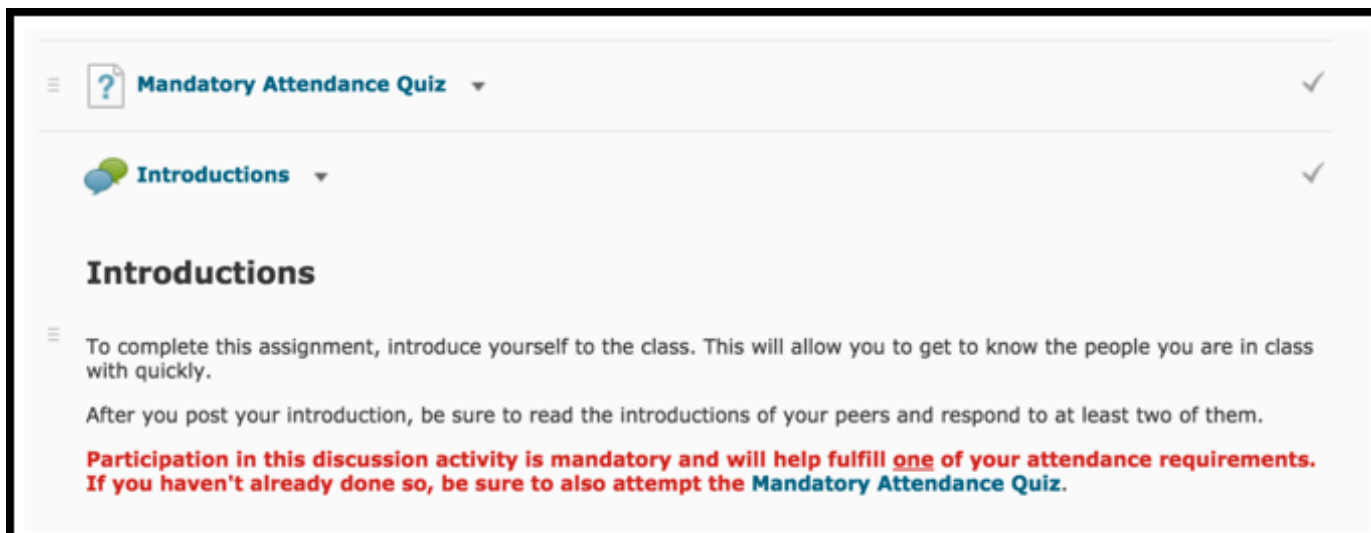 Mandatory Attendance Quiz
Introductions
Introductions
To complete this assignment, introduce yourself to the class. This will allow you to get to know the people you are in class
with quickly.
After you post your introduction, be sure to read the introductions of your peers and respond to at least two of them.
Participation in this discussion activity is mandatory and will help fulfill one of your attendance requirements.
If you haven't already done so, be sure to also attempt the Mandatory Attendance Quiz.